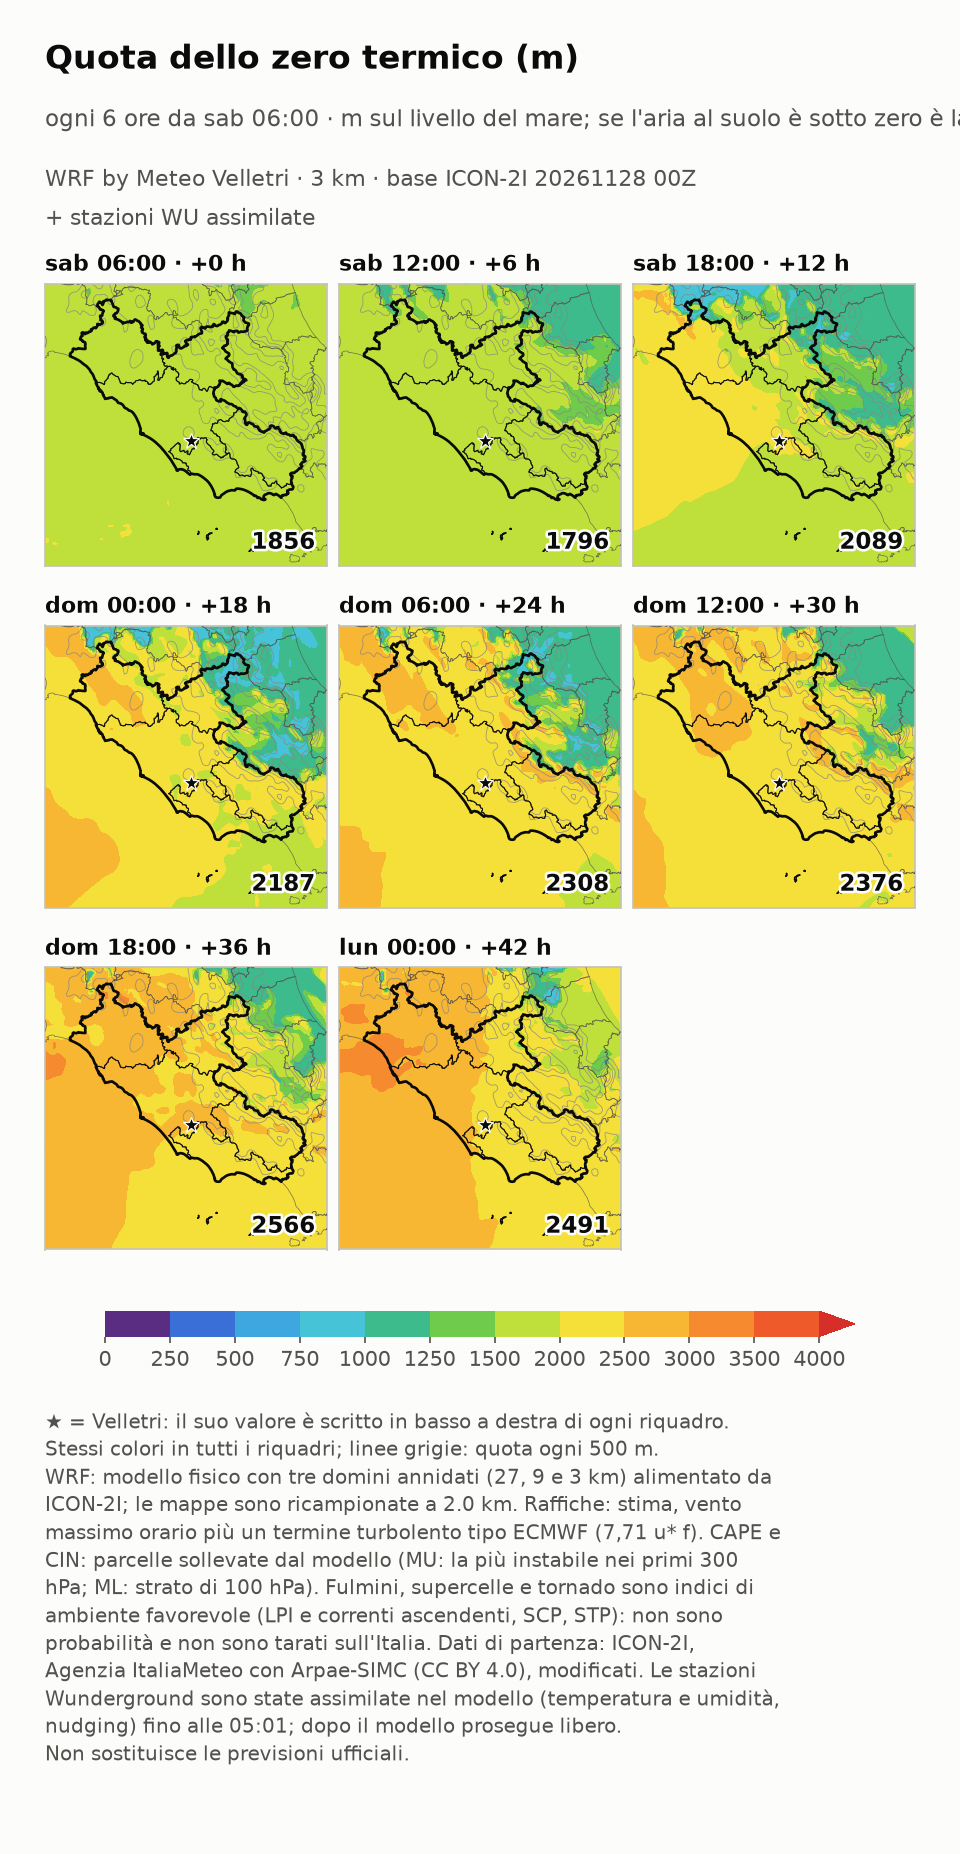 Quota dello zero termico (m)
ogni 6 ore da sab 06:00 · m sul livello del mare; se l'aria al suolo è sotto zero è la
WRF by Meteo Velletri · 3 km · base ICON-2I 20261128 00Z
+ stazioni WU assimilate
sab 06:00 · +0 h
sab 12:00 · +6 h
sab 18:00 · +12 h
1856
1796
2089
dom 00:00 · +18 h
dom 06:00 · +24 h
dom 12:00 · +30 h
2187
2308
2376
dom 18:00 · +36 h
lun 00:00 · +42 h
2566
2491
0 250 500 750 1000 1250 1500 2000 2500 3000 3500 4000
★ = Velletri: il suo valore è scritto in basso a destra di ogni riquadro.
Stessi colori in tutti i riquadri; linee grigie: quota ogni 500 m.
WRF: modello fisico con tre domini annidati (27, 9 e 3 km) alimentato da
ICON-2I; le mappe sono ricampionate a 2.0 km. Raffiche: stima, vento
massimo orario più un termine turbolento tipo ECMWF (7,71 u* f). CAPE e
CIN: parcelle sollevate dal modello (MU: la più instabile nei primi 300
hPa; ML: strato di 100 hPa). Fulmini, supercelle e tornado sono indici di
ambiente favorevole (LPI e correnti ascendenti, SCP, STP): non sono
probabilità e non sono tarati sull'Italia. Dati di partenza: ICON-2I,
Agenzia ItaliaMeteo con Arpae-SIMC (CC BY 4.0), modificati. Le stazioni
Wunderground sono state assimilate nel modello (temperatura e umidità,
nudging) fino alle 05:01; dopo il modello prosegue libero.
Non sostituisce le previsioni ufficiali.